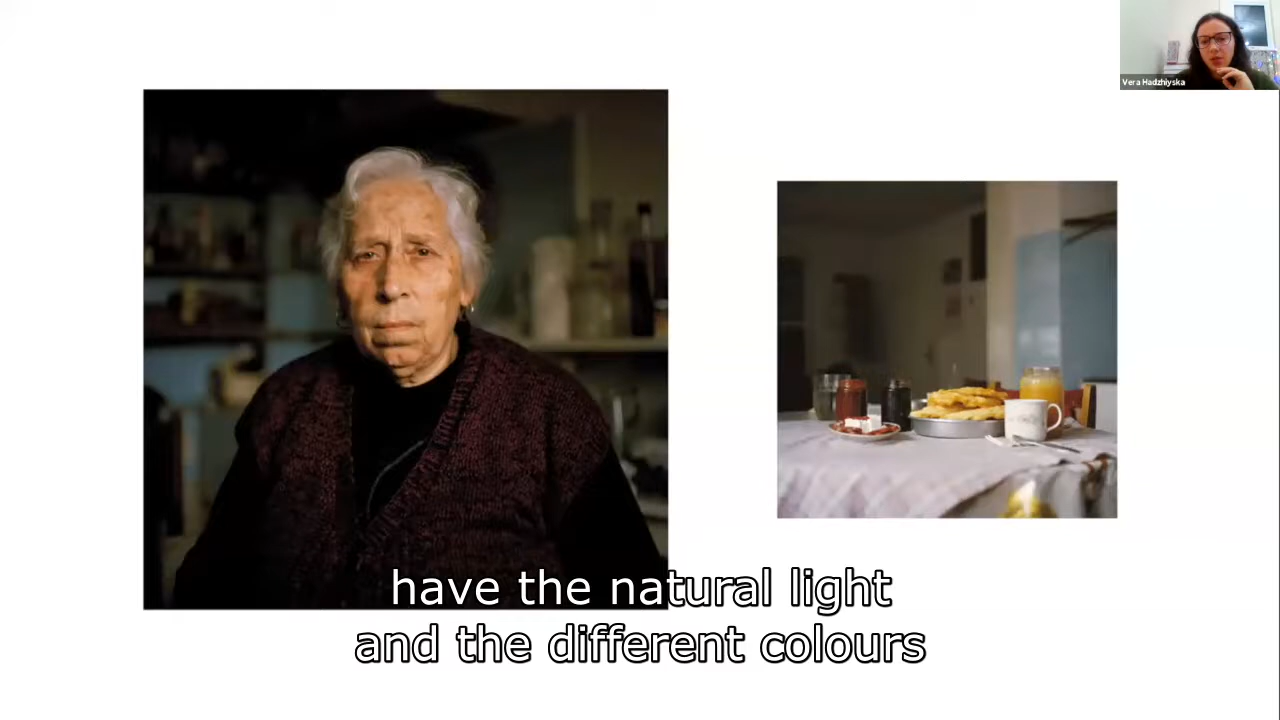 Vera Hadzhiyska
have the natural light
and the different colours